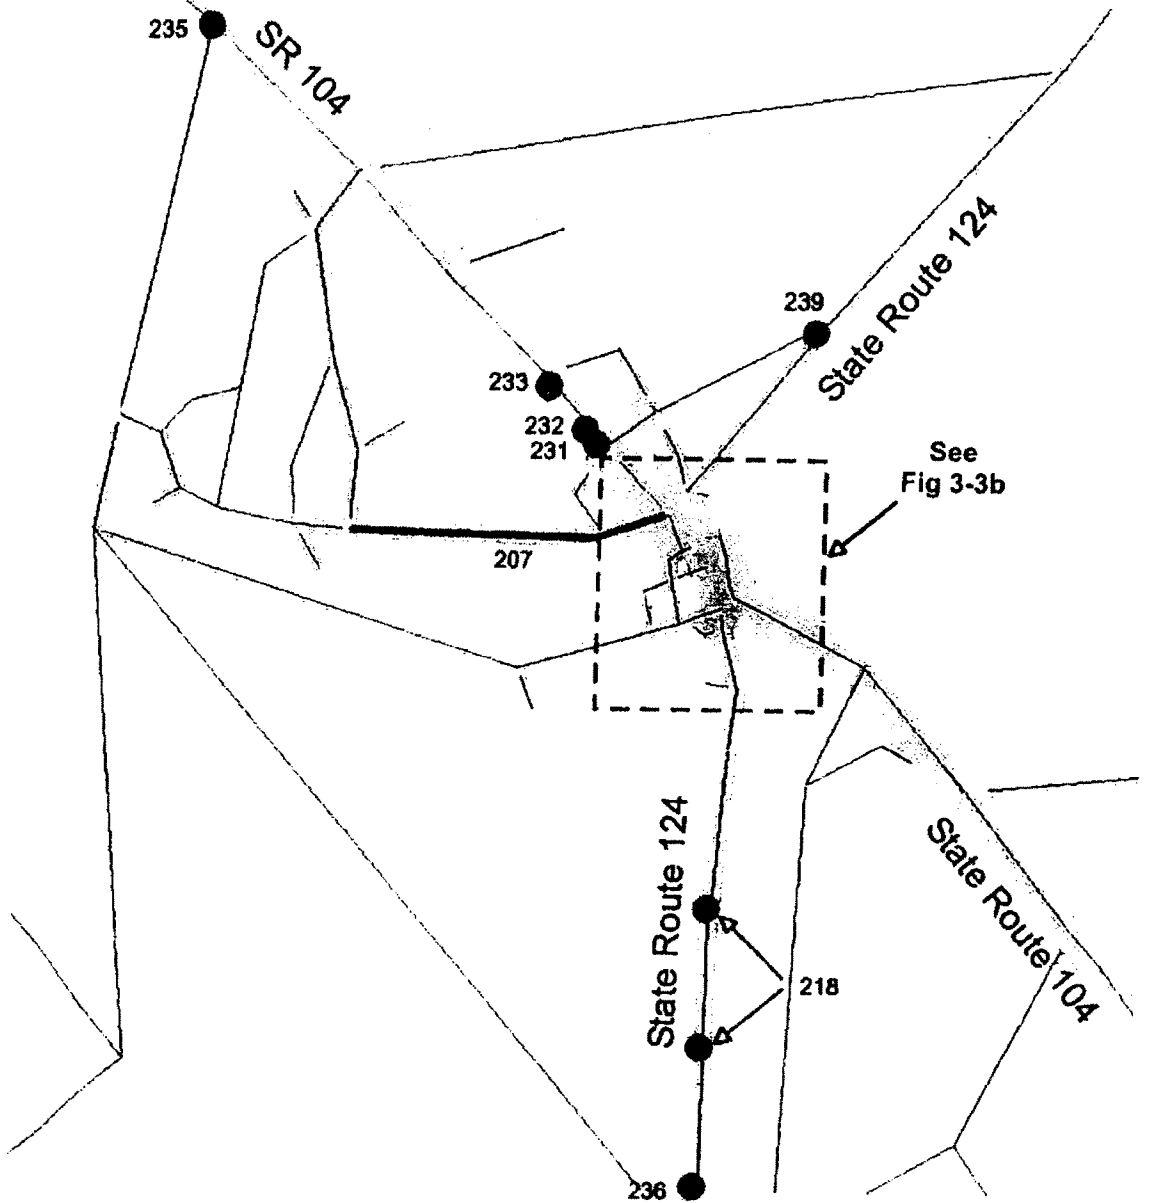 235
SR 104
State Route 124
239
233
232
231
See
Fig 3-3b
207
State Route 124
State Route 104
218
236